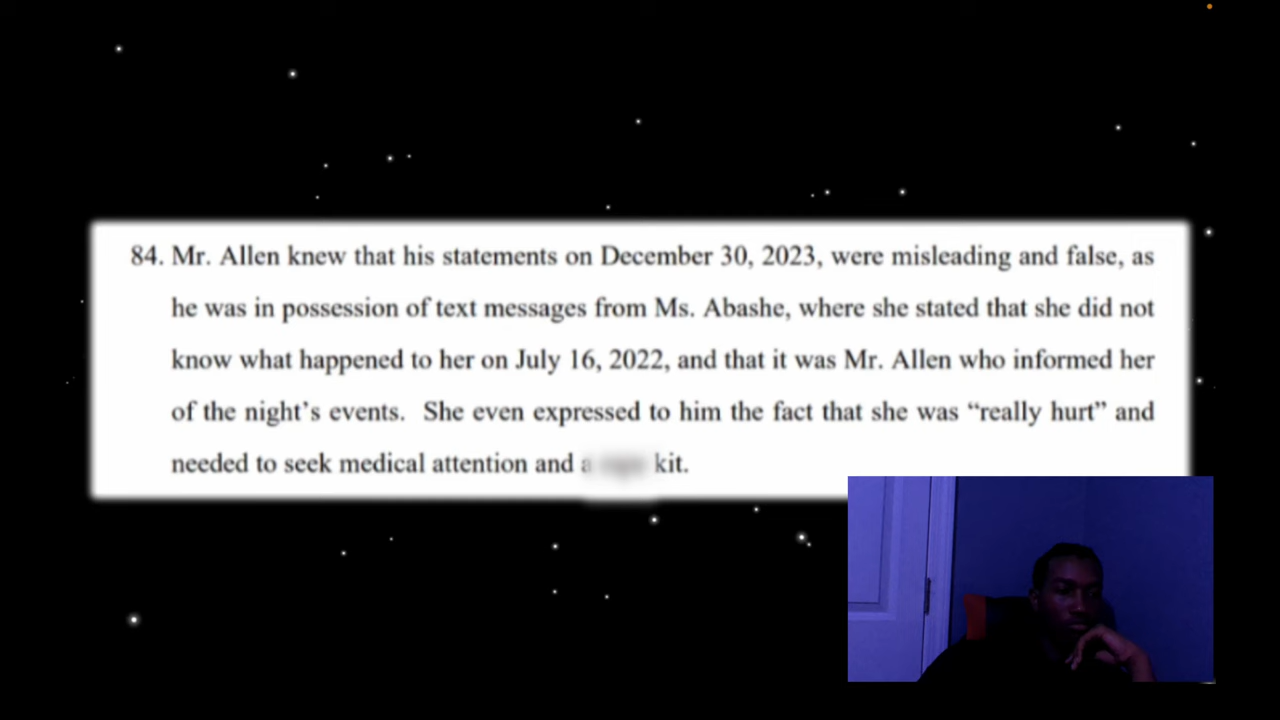 84. Mr. Allen knew that his statements on December 30, 2023, were misleading and false, as
he was in possession of text messages from Ms. Abashe, where she stated that she did not
know what happened to her on July 16, 2022, and that it was Mr. Allen who informed her
of the night’s events. She even expressed to him the fact that she was “really hurt” and
needed to seek medical attention and a kit.